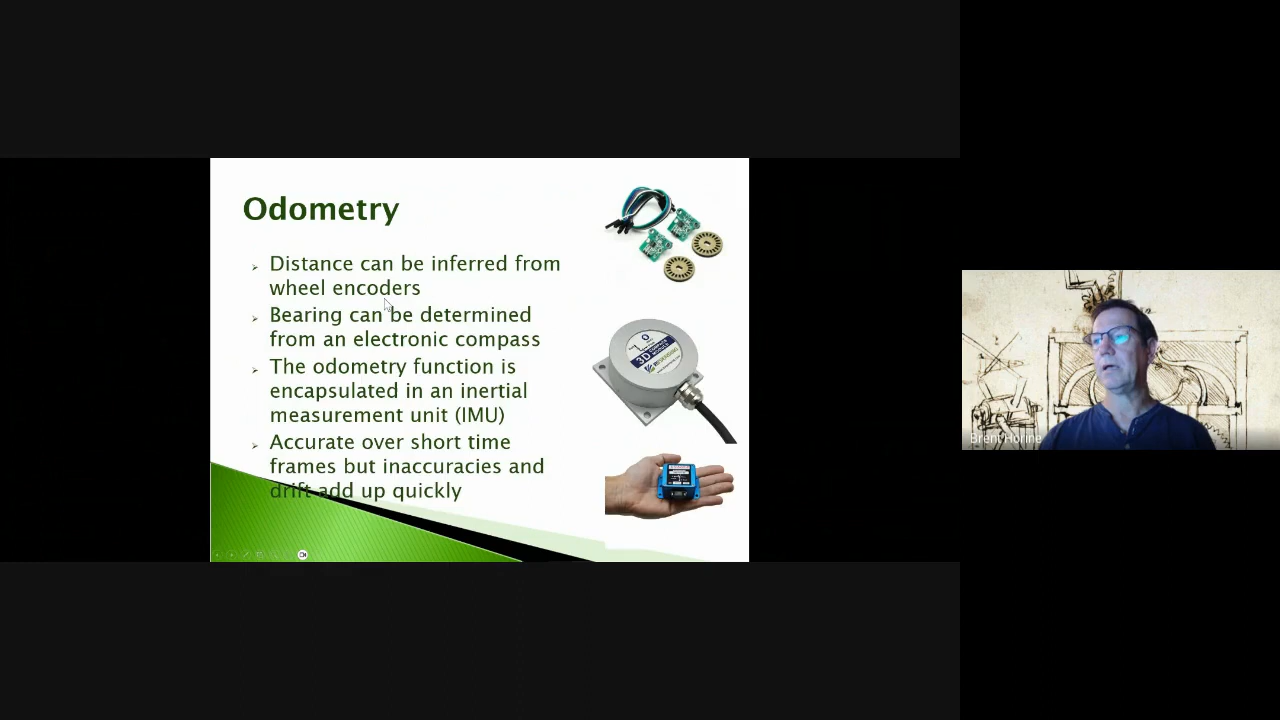 Odometry
Distance can be inferred from
wheel encoders
Bearing can be determined
from an electronic compass
The odometry function is
encapsulated in an inertial
measurement unit (IMU)
Accurate over short time
frames but inaccuracies and
drift add up quickly
3D
Brent Horine